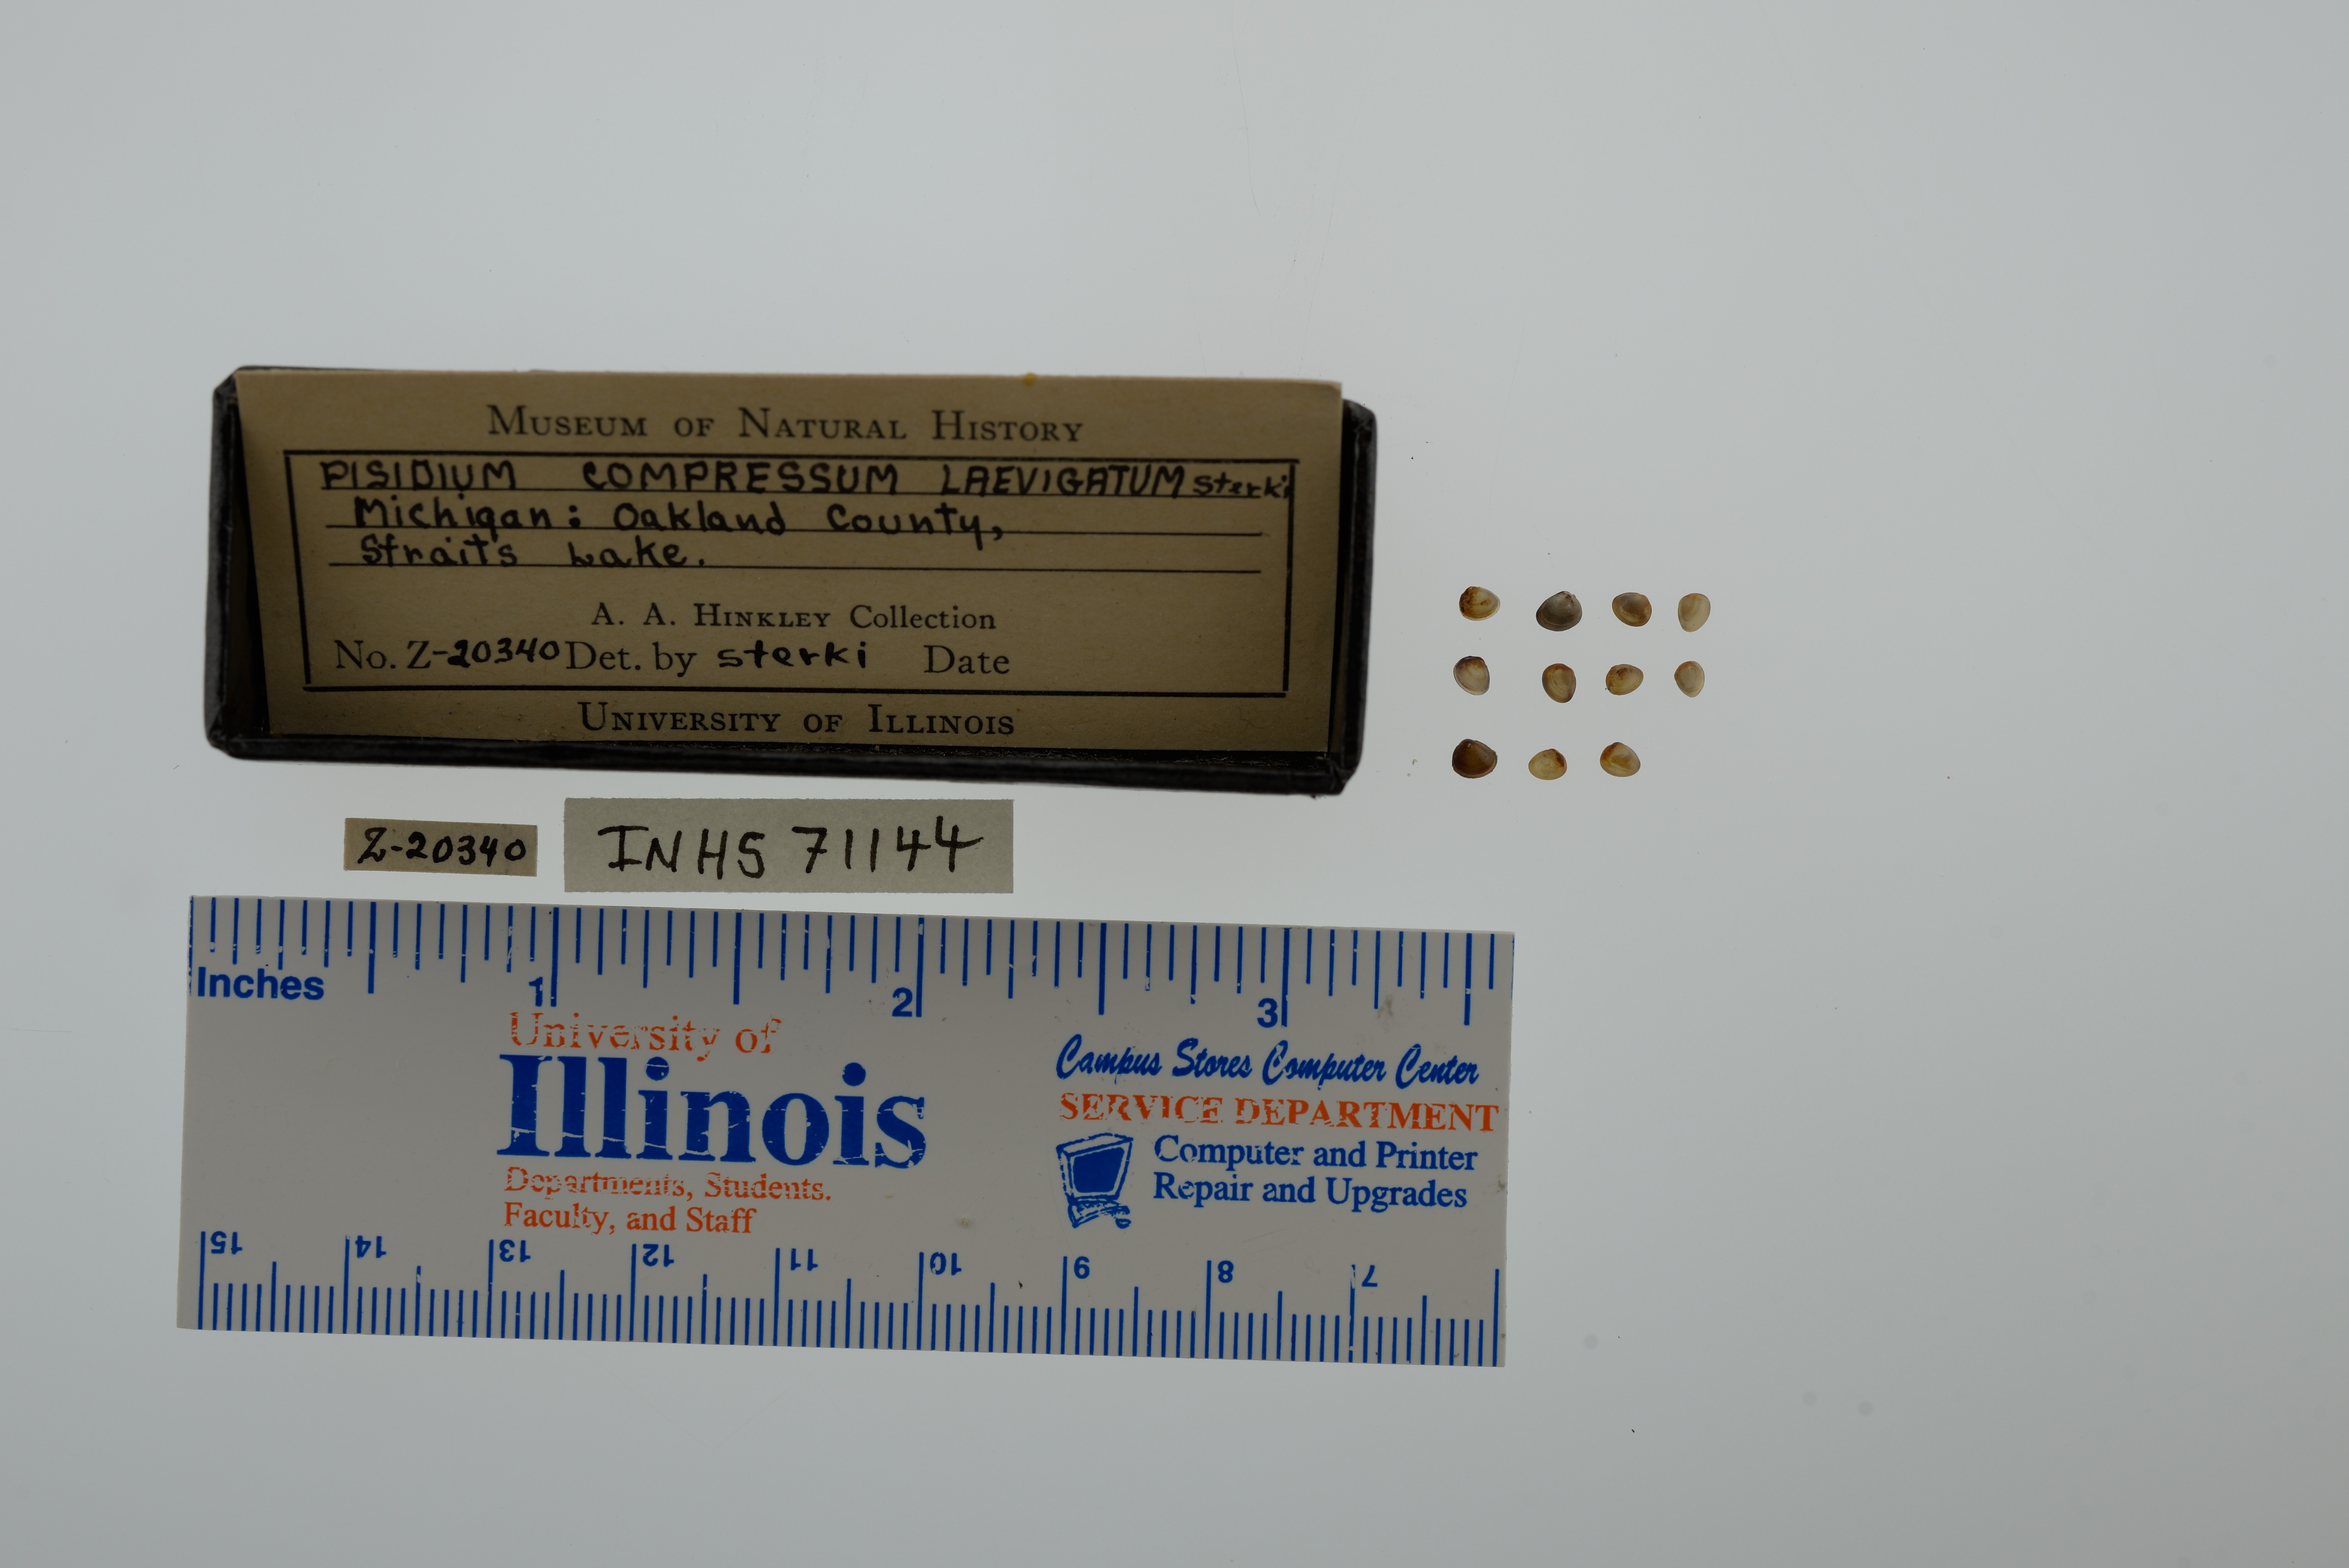 MUSEUM OF NATURAL HISTORY
PISIDIUM COMPRESSUM LAEVIGATUM sterki
Michigan: Oakland County,
Straits Lake.
A. A. HINKLEY Collection
No. Z-20340 Det. by sterki Date
UNIVERSITY OF ILLINOIS
Z-20340
INHS 71144
Inches 1 2 3
University of
Illinois
Departments, Students.
Faculty, and Staff
Campus Stores Computer Center
SERVICE DEPARTMENT
Computer and Printer
Repair and Upgrades
15 14 13 12 11 10 9 8 7